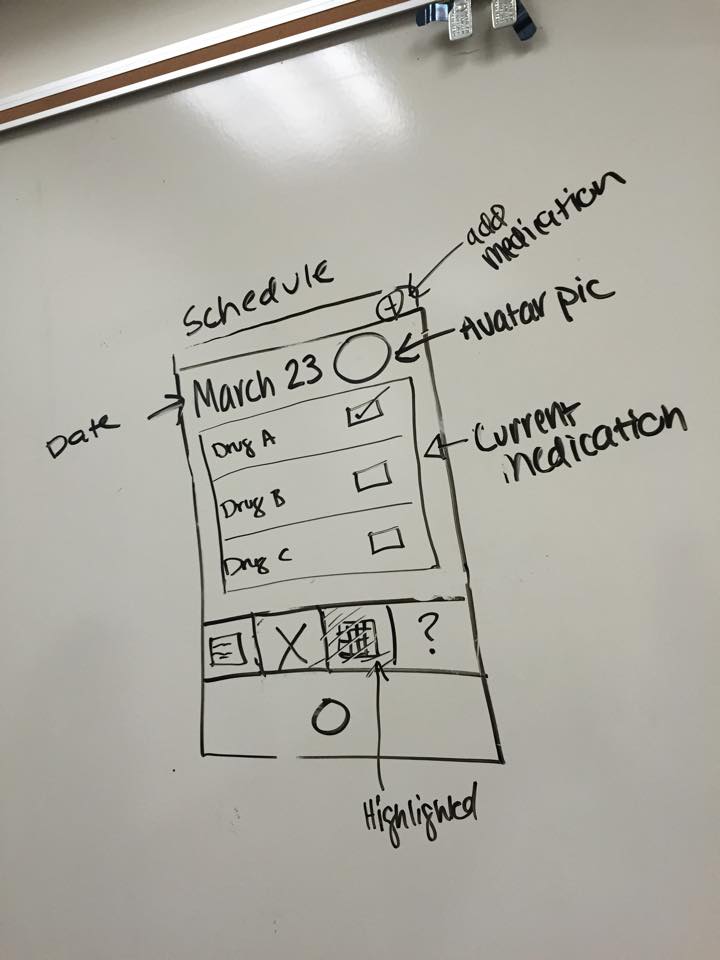 add
medication
Schedule
+
Avatar pic
March 23
Date
Current
medication
Drug A
Drug B
Drug C
X
?
Highlighted